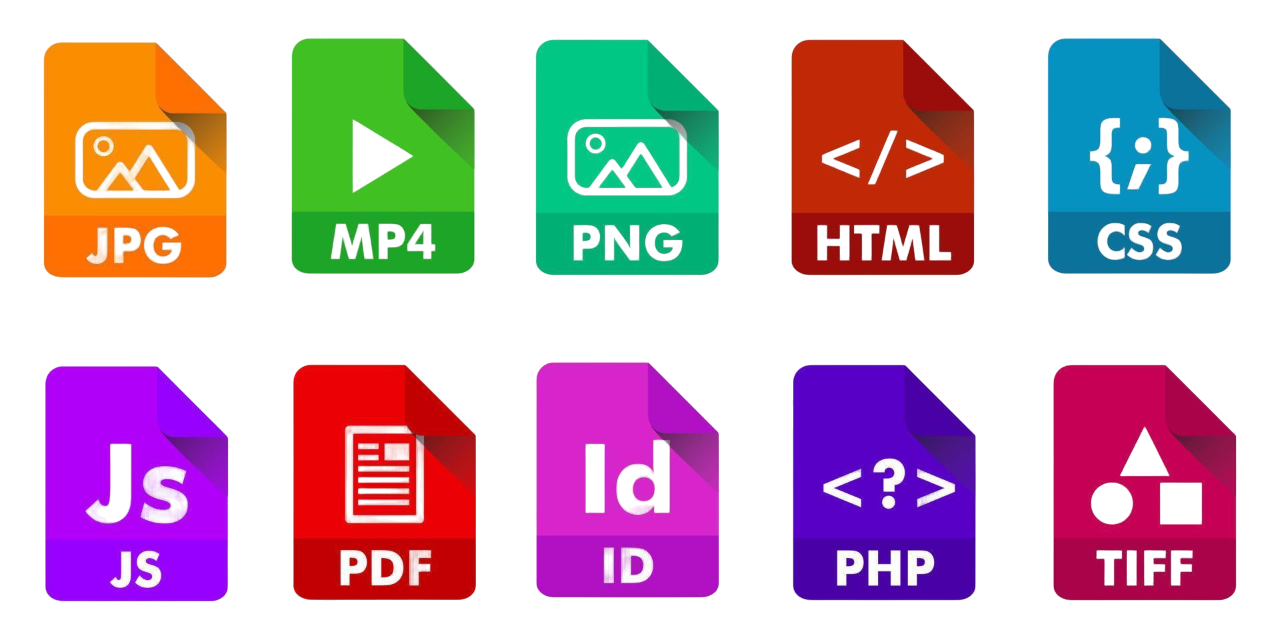 JPG
MP4
PNG
</>
HTML
{;}
CSS
Js
JS
PDF
Id
ID
<?>
PHP
TIFF